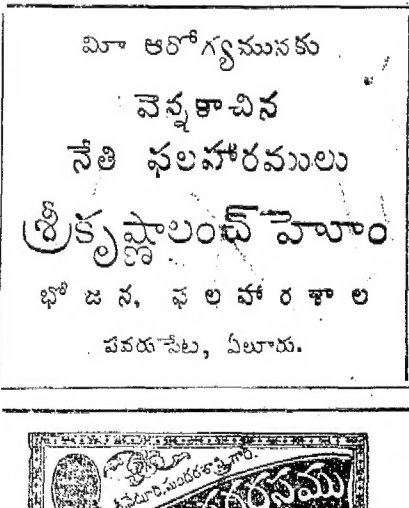 మీ ఆరోగ్యమునకు
వెన్నకాచిన
నేతి ఫలహారములు
శ్రీకృష్ణాలంచ్ హోం
భోజన, ఫలహారశాల
పవరుపేట, ఏలూరు.